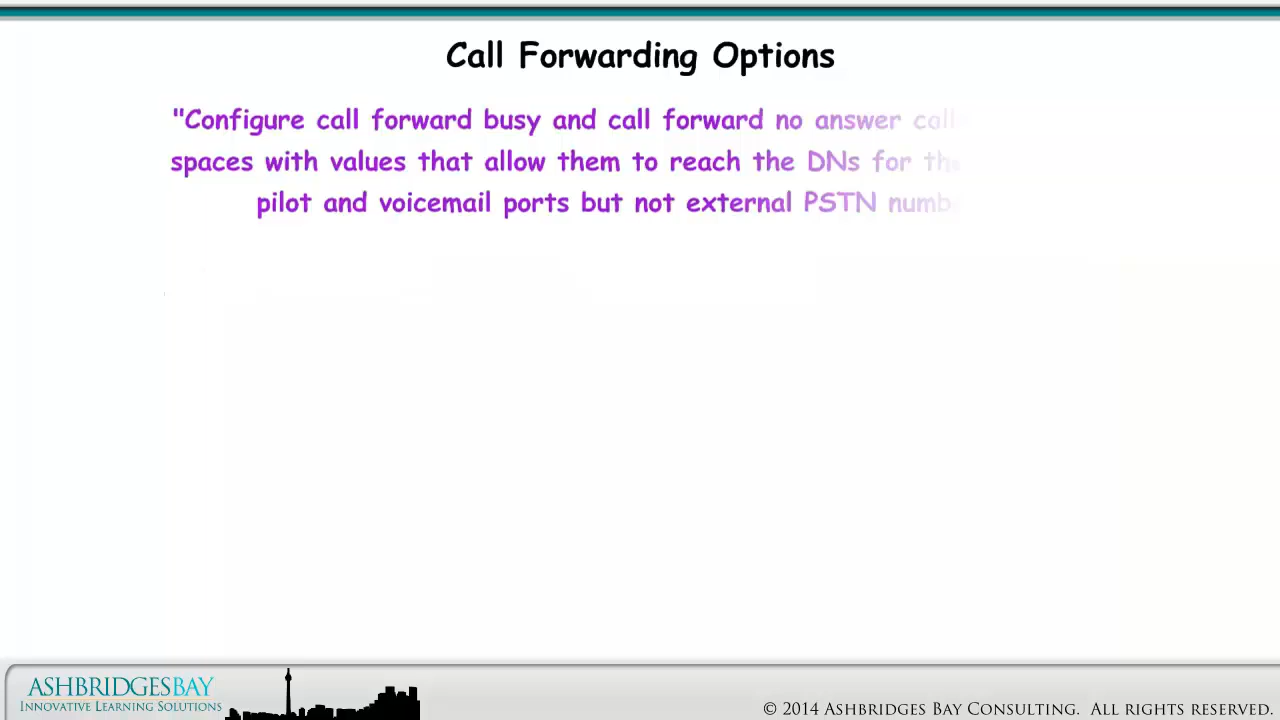 Call Forwarding Options
"Configure call forward busy and call forward no answer
spaces with values that allow them to reach the DNs for
pilot and voicemail ports but not external PSTN
ASHBRIDGESBAY
INNOVATIVE LEARNING SOLUTIONS
© 2014 ASHBRIDGES BAY CONSULTING. ALL RIGHTS RESERVED.